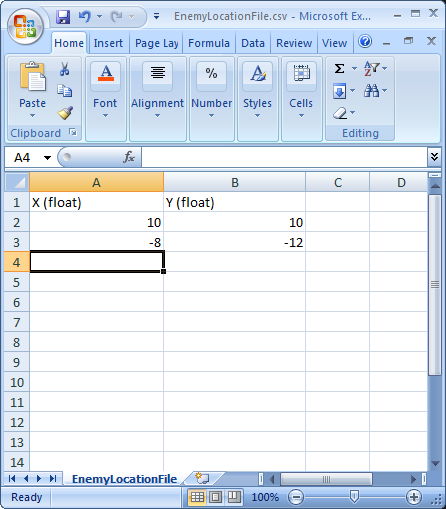 EnemyLocationFile.csv - Microsoft Ex...
Home Insert Page Lay Formula Data Review View
Paste Font Alignment Number Styles Cells Σ A Z
Clipboard Editing
A4 fx
A B C D
1 X (float) Y (float)
2 10 10
3 -8 -12
4
5
6
7
8
9
10
11
12
13
14
EnemyLocationFile
Ready 100%